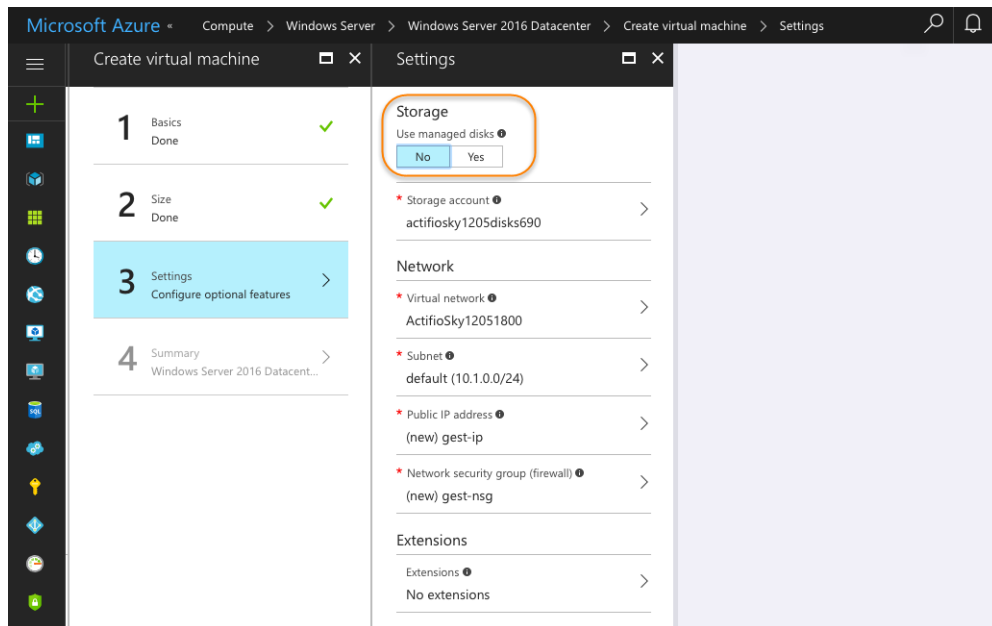 Microsoft Azure « Compute > Windows Server > Windows Server 2016 Datacenter > Create virtual machine > Settings
Create virtual machine
1
Basics
Done
2
Size
Done
3
Settings
Configure optional features
4
Summary
Windows Server 2016 Datacent...
Settings
Storage
Use managed disks
No Yes
* Storage account
actifiosky1205disks690
Network
* Virtual network
ActifioSky12051800
* Subnet
default (10.1.0.0/24)
* Public IP address
(new) gest-ip
* Network security group (firewall)
(new) gest-nsg
Extensions
Extensions
No extensions
SQL